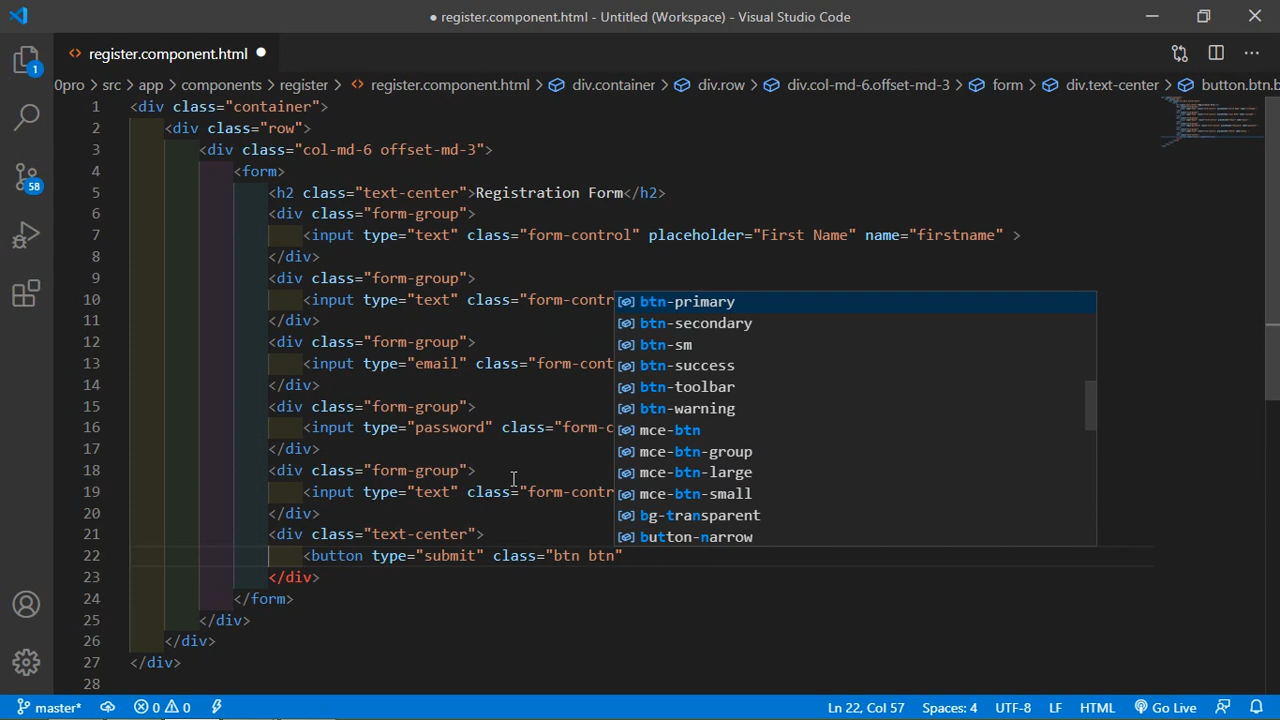 ● register.component.html - Untitled (Workspace) - Visual Studio Code
<> register.component.html ●
0pro > src > app > components > register > <> register.component.html > div.container > div.row > div.col-md-6.offset-md-3 > form > div.text-center > button.btn.b
1
58
1 <div class="container">
2 <div class="row">
3 <div class="col-md-6 offset-md-3">
4 <form>
5 <h2 class="text-center">Registration Form</h2>
6 <div class="form-group">
7 <input type="text" class="form-control" placeholder="First Name" name="firstname" >
8 </div>
9 <div class="form-group">
10 <input type="text" class="form-contr
11 </div>
12 <div class="form-group">
13 <input type="email" class="form-cont
14 </div>
15 <div class="form-group">
16 <input type="password" class="form-c
17 </div>
18 <div class="form-group">
19 <input type="text" class="form-contr
20 </div>
21 <div class="text-center">
22 <button type="submit" class="btn btn"
23 </div>
24 </form>
25 </div>
26 </div>
27 </div>
28
btn-primary
btn-secondary
btn-sm
btn-success
btn-toolbar
btn-warning
mce-btn
mce-btn-group
mce-btn-large
mce-btn-small
bg-transparent
button-narrow
master* 0 0 Ln 22, Col 57 Spaces: 4 UTF-8 LF HTML Go Live